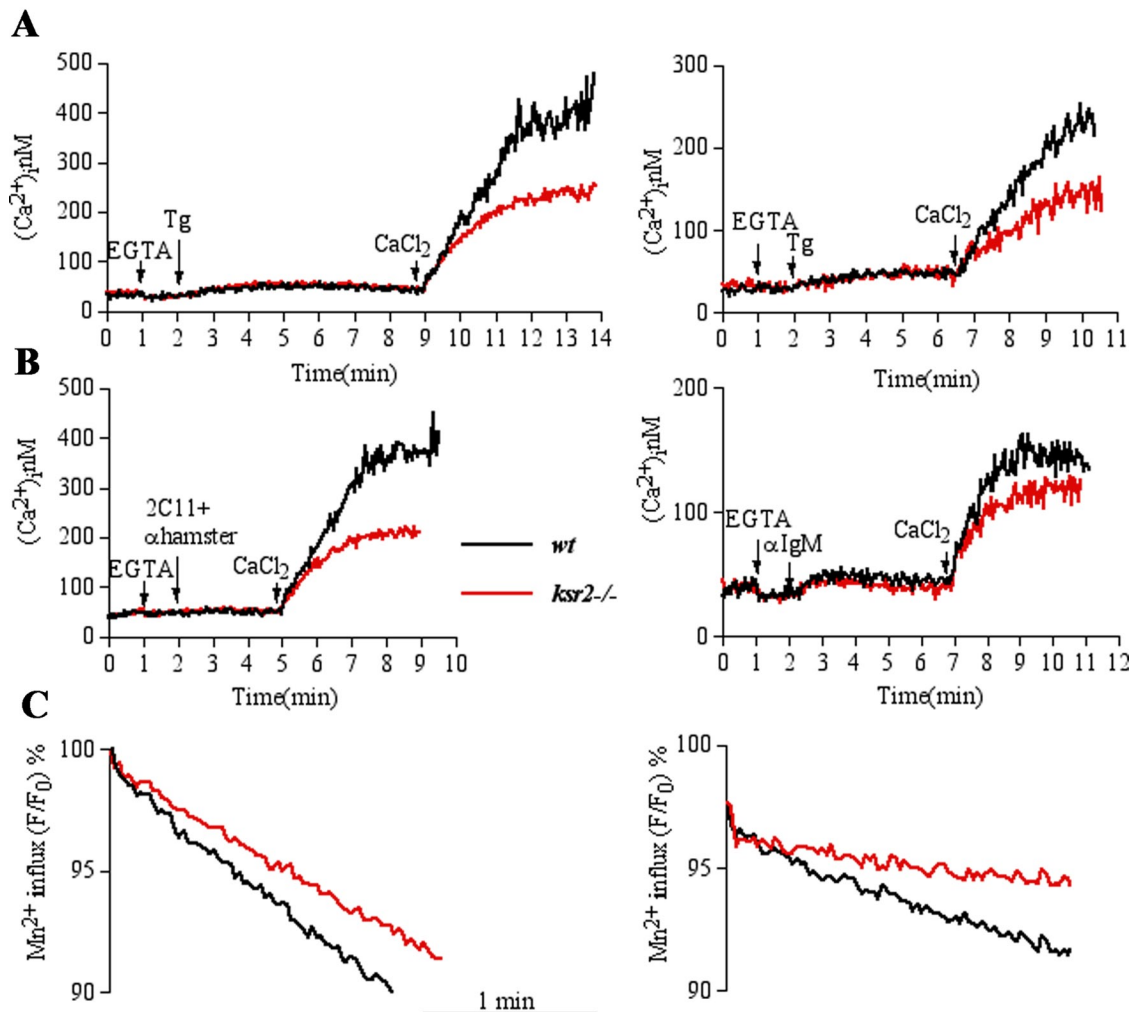 A
500
400
300
200
100
0
(Ca2+)inM
EGTA
Tg
CaCl2
0 1 2 3 4 5 6 7 8 9 10 11 12 13 14
Time(min)
300
200
100
0
(Ca2+)inM
EGTA
Tg
CaCl2
0 1 2 3 4 5 6 7 8 9 10 11
Time(min)
B
500
400
300
200
100
0
(Ca2+)inM
2C11+
αhamster
EGTA
CaCl2
0 1 2 3 4 5 6 7 8 9 10
Time(min)
wt
ksr2-/-
200
100
0
(Ca2+)inM
EGTA
αIgM
CaCl2
0 1 2 3 4 5 6 7 8 9 10 11 12
Time(min)
C
100
95
90
Mn2+ influx (F/F0) %
1 min
100
95
90
Mn2+ influx (F/F0) %